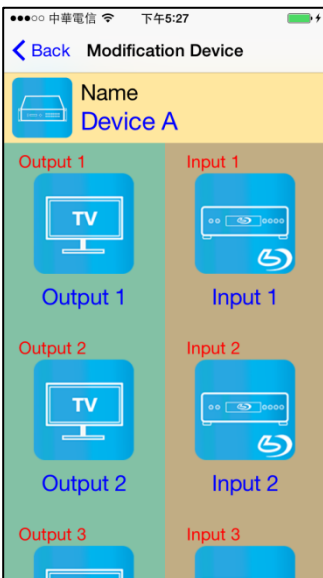 中華電信 下午5:27
Back Modification Device
Name
Device A
Output 1 Input 1
TV
Output 1 Input 1
Output 2 Input 2
TV
Output 2 Input 2
Output 3 Input 3